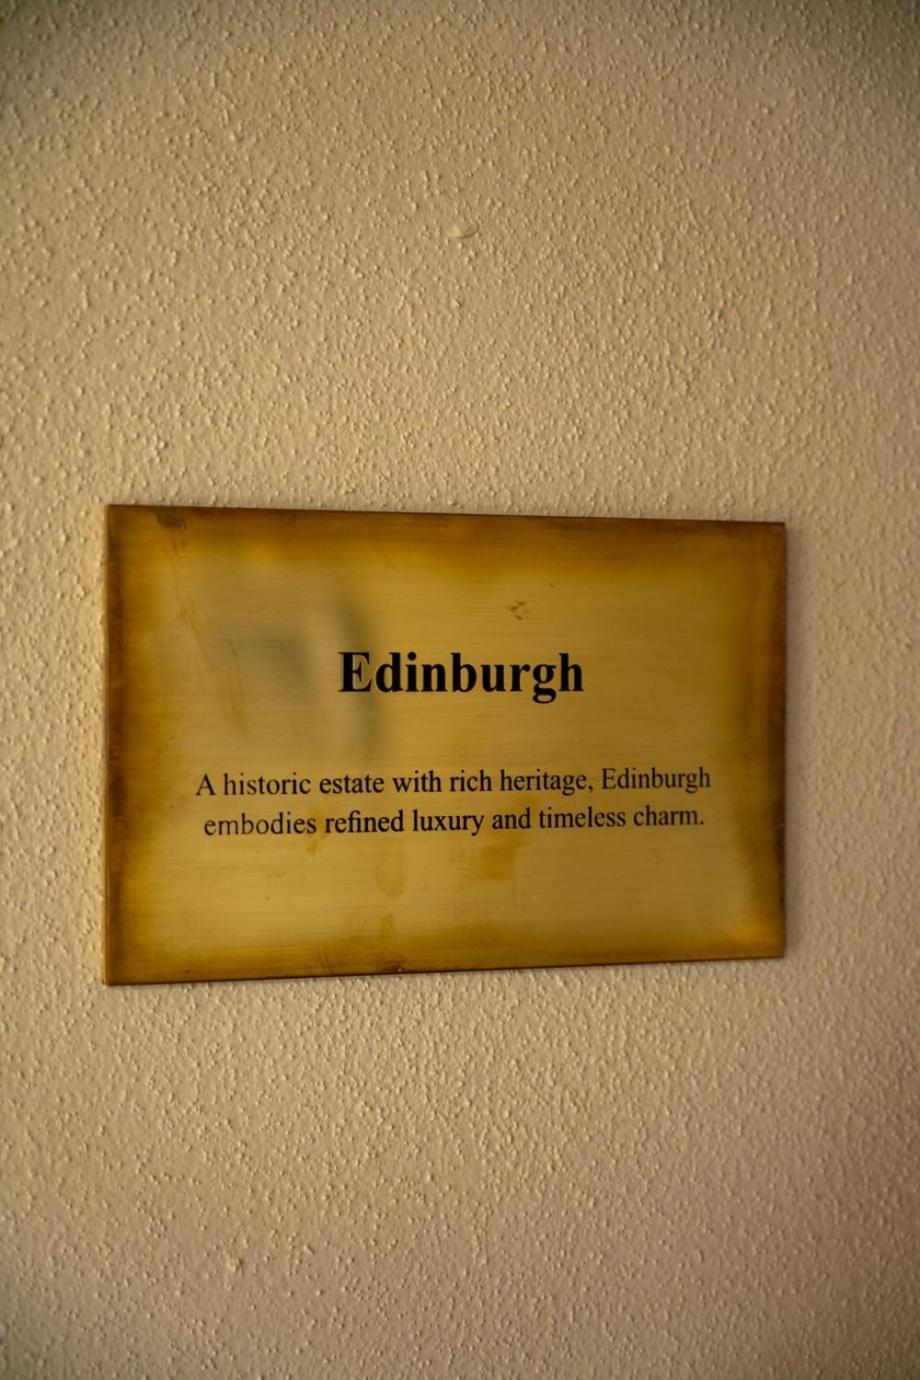 Edinburgh
A historic estate with rich heritage, Edinburgh
embodies refined luxury and timeless charm.